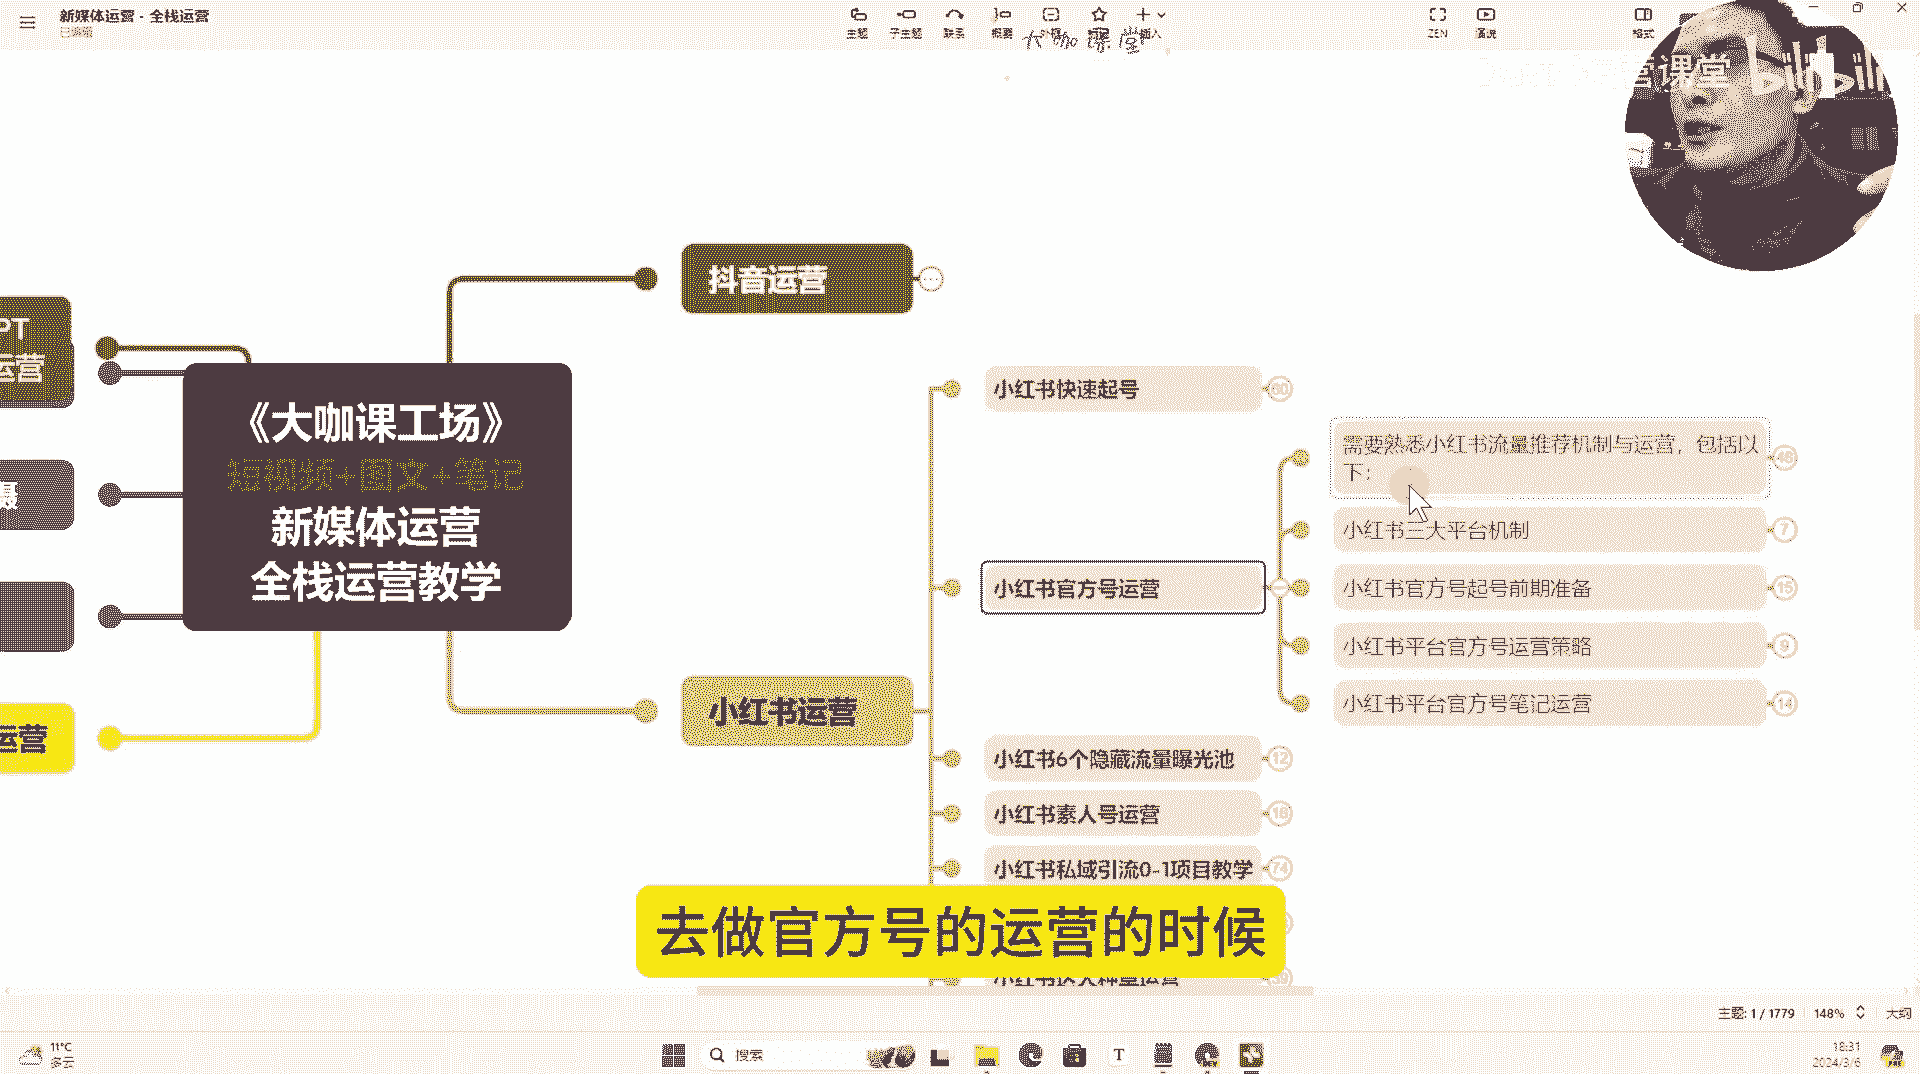 新媒体运营 - 全栈运营
已编辑
主题
子主题
联系
概要
插入
大咖课堂
ZEN
演说
格式
运营课堂 bilibili
抖音运营
PT
运营
摄
《大咖课工场》
短视频+图文+笔记
新媒体运营
全栈运营教学
运营
小红书运营
小红书快速起号
小红书官方号运营
小红书6个隐藏流量曝光池
12
小红书素人号运营
小红书私域引流0-1项目教学
74
需要熟悉小红书流量推荐机制与运营，包括以
下：
小红书三大平台机制
7
小红书官方号起号前期准备
15
小红书平台官方号运营策略
9
小红书平台官方号笔记运营
14
去做官方号的运营的时候
主题: 1 / 1779
148%
大纲
11°C
多云
搜索
18:31
2024/3/6